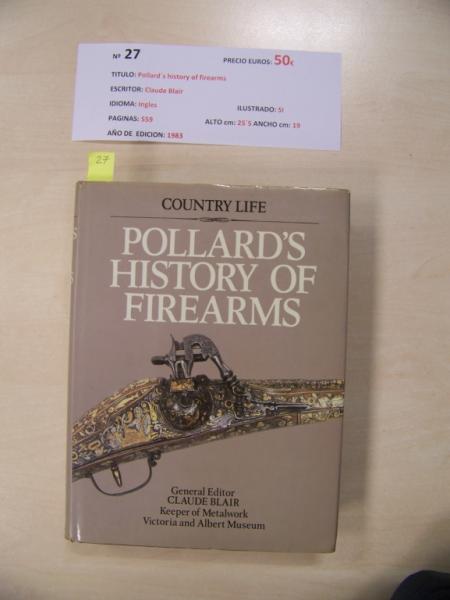 Nº 27 PRECIO EUROS: 50€
TITULO: Pollard´s history of firearms
ESCRITOR: Claude Blair
IDIOMA: Ingles ILUSTRADO: SI
PAGINAS: 559 ALTO cm: 25´5 ANCHO cm: 19
AÑO DE EDICION: 1983
27
COUNTRY LIFE
POLLARD'S
HISTORY OF
FIREARMS
General Editor
CLAUDE BLAIR
Keeper of Metalwork
Victoria and Albert Museum